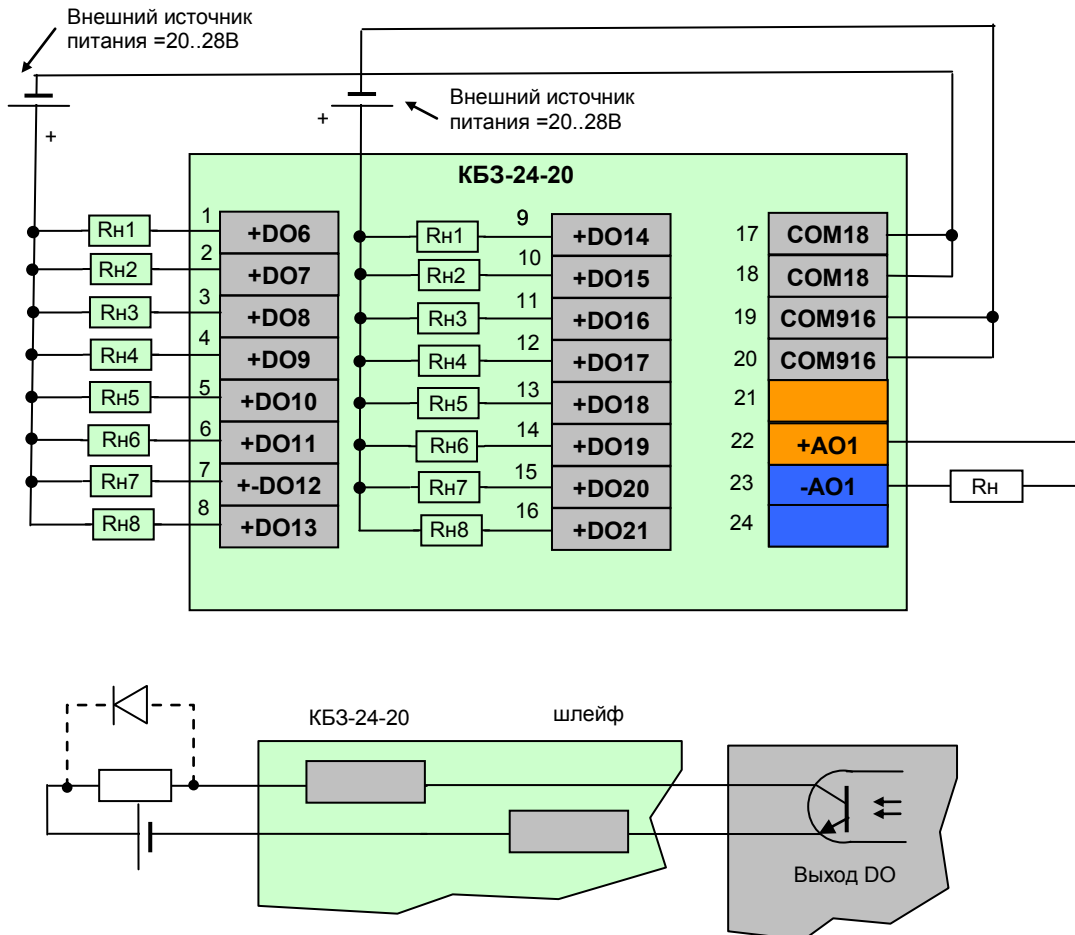 Внешний источник
питания =20..28В
Внешний источник
питания =20..28В
+
+
КБЗ-24-20
Rн1 1 +DO6
Rн2 2 +DO7
Rн3 3 +DO8
Rн4 4 +DO9
Rн5 5 +DO10
Rн6 6 +DO11
Rн7 7 +-DO12
Rн8 8 +DO13
Rн1 9 +DO14
Rн2 10 +DO15
Rн3 11 +DO16
Rн4 12 +DO17
Rн5 13 +DO18
Rн6 14 +DO19
Rн7 15 +DO20
Rн8 16 +DO21
17 COM18
18 COM18
19 COM916
20 COM916
21
22 +AO1
23 -AO1 Rн
24
КБЗ-24-20
шлейф
Выход DO